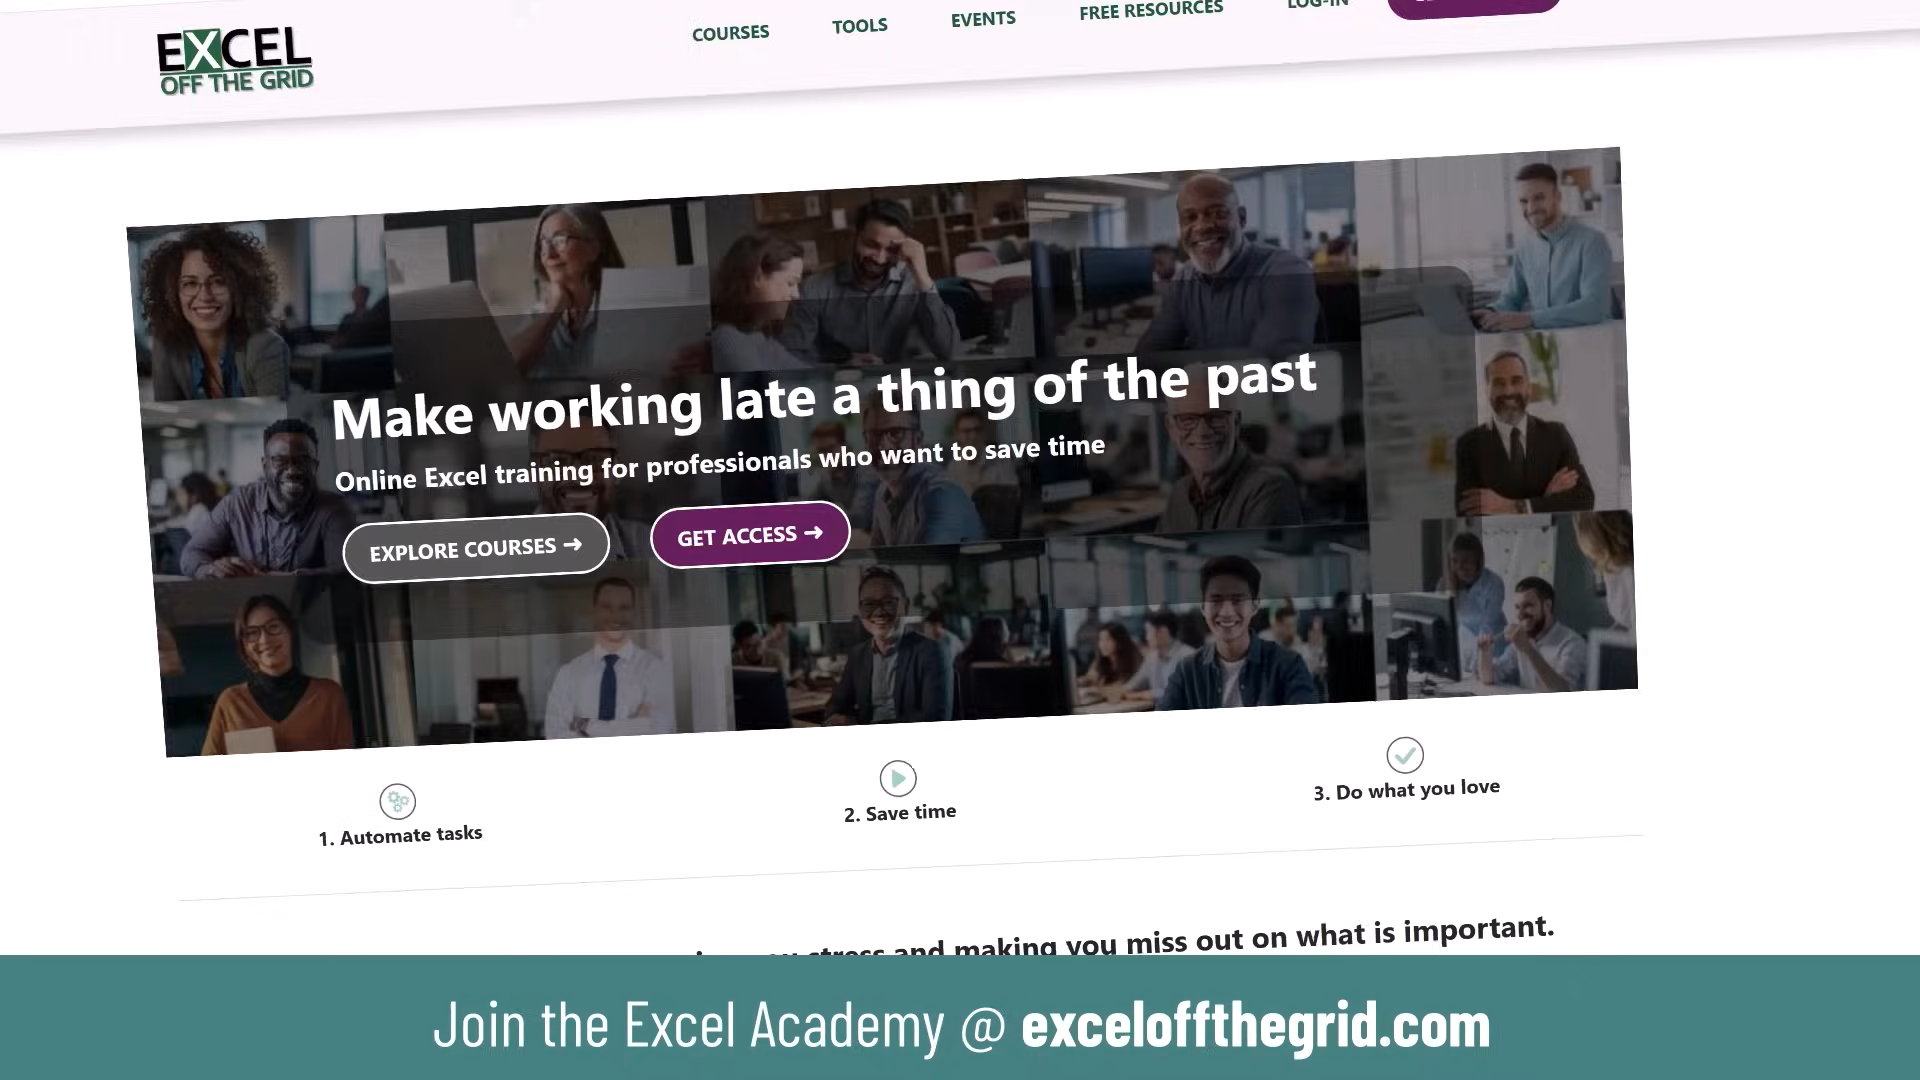 EXCEL
OFF THE GRID
COURSES
TOOLS
EVENTS
FREE RESOURCES
LOG-IN
Make working late a thing of the past
Online Excel training for professionals who want to save time
EXPLORE COURSES →
GET ACCESS →
1. Automate tasks
2. Save time
3. Do what you love
stress and making you miss out on what is important.
Join the Excel Academy @ exceloffthegrid.com